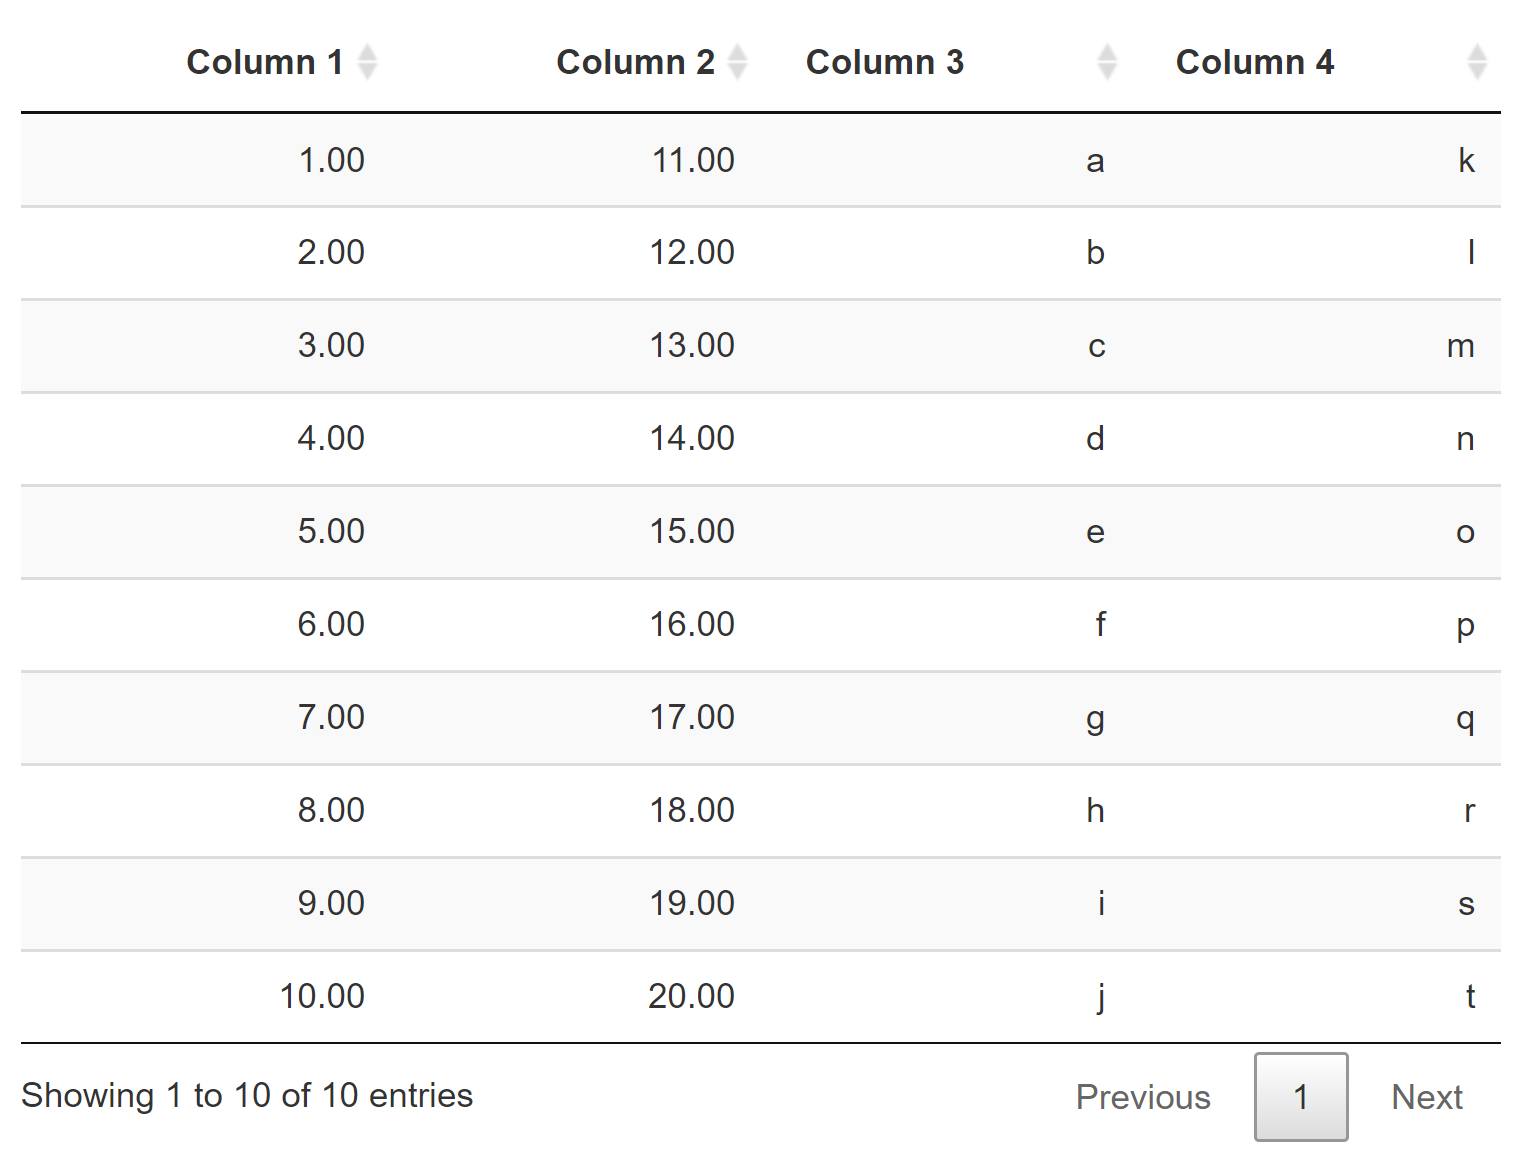 Column 1 Column 2 Column 3 Column 4
1.00 11.00 a k
2.00 12.00 b l
3.00 13.00 c m
4.00 14.00 d n
5.00 15.00 e o
6.00 16.00 f p
7.00 17.00 g q
8.00 18.00 h r
9.00 19.00 i s
10.00 20.00 j t
Showing 1 to 10 of 10 entries Previous 1 Next